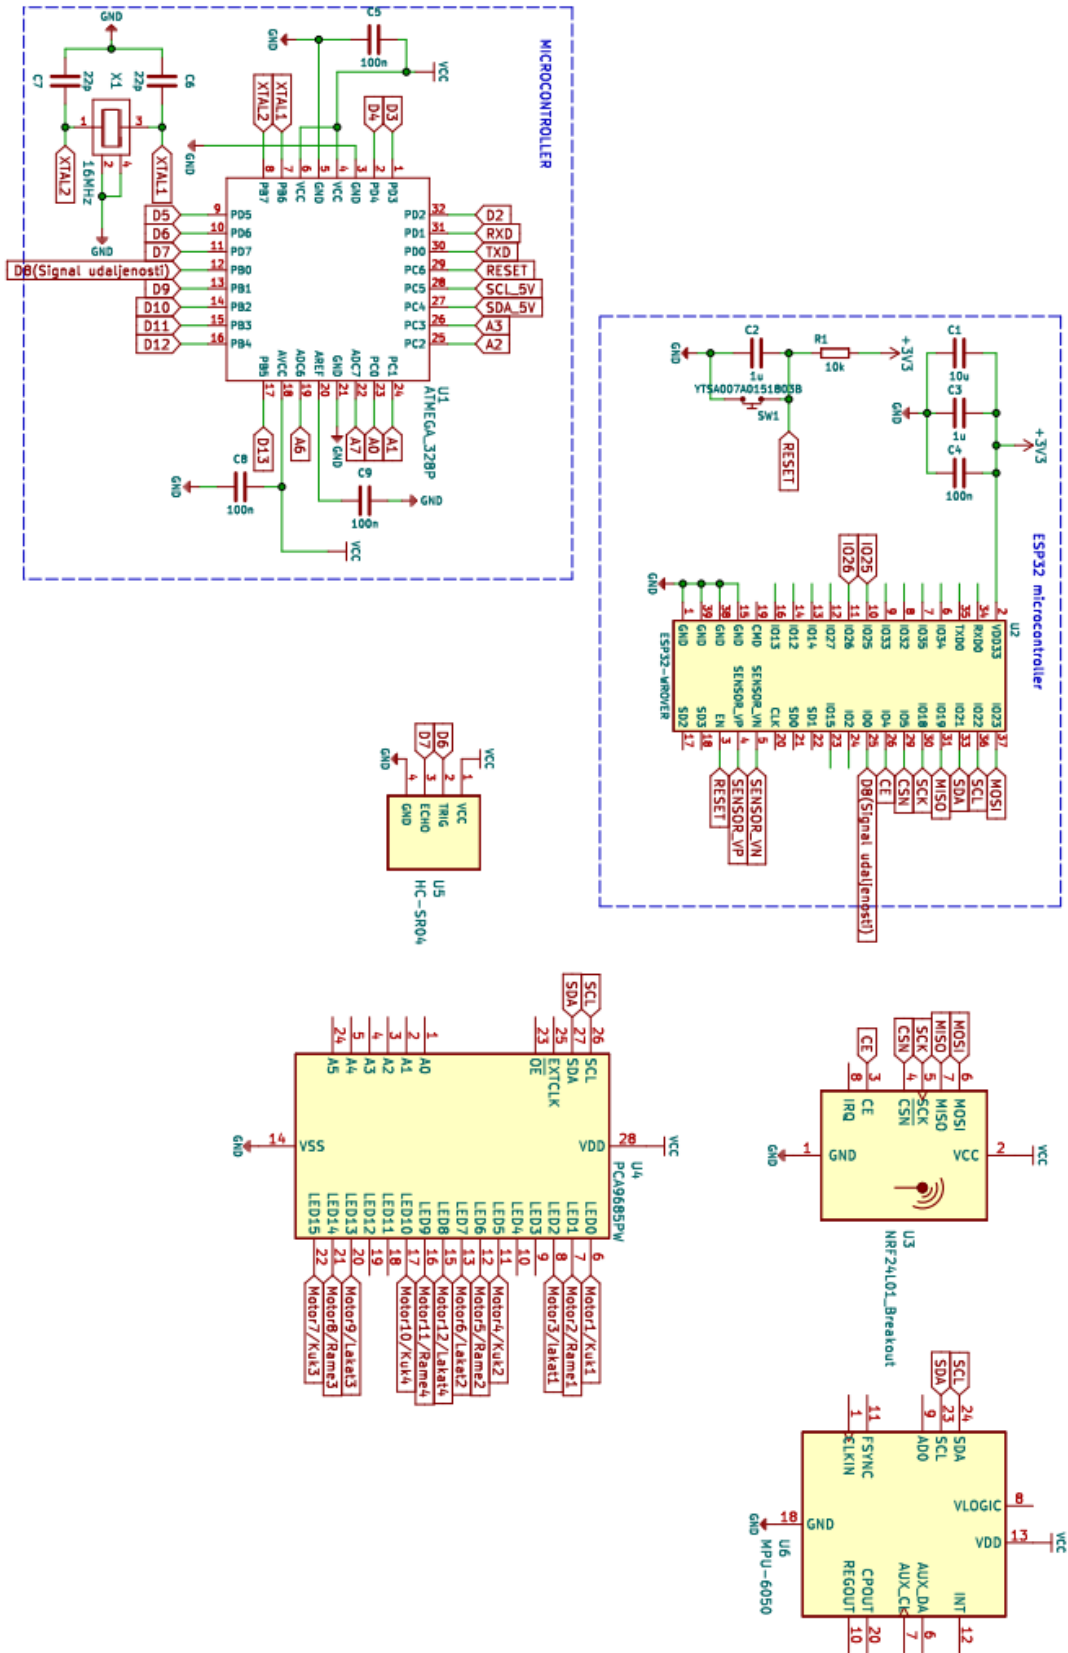 MICROCONTROLLER
GND
C7
22p
X1
22p
C6
1
3
2
4
16MHz
XTAL2
XTAL1
GND
GND
C5
100n
VCC
XTAL2
XTAL1
D4
D3
GND
8
7
6
5
4
3
2
1
PB7
PB6
VCC
GND
VCC
GND
PD4
PD3
D5
9
PD5
D6
10
PD6
D7
11
PD7
D8(Signal udaljenosti)
12
PB0
D9
13
PB1
D10
14
PB2
D11
15
PB3
D12
16
PB4
PD2
32
D2
PD1
31
RXD
PD0
30
TXD
PC6
29
RESET
PC5
28
SCL_5V
PC4
27
SDA_5V
PC3
26
A3
PC2
25
A2
PB5
AVCC
ADC6
AREF
GND
ADC7
PC0
PC1
17
18
19
20
21
22
23
24
U1
ATMEGA_328P
D13
A6
GND
A7
A0
A1
GND
C8
100n
C9
100n
GND
VCC
ESP32 microcontroller
GND
C2
1u
R1
10k
+3V3
YTSA007A0151803B
SW1
RESET
C1
10u
C3
1u
C4
100n
GND
+3V3
IO26
IO25
GND
1
39
38
15
19
16
14
13
12
11
10
9
8
7
6
35
34
2
GND
GND
GND
GND
CMD
IO13
IO12
IO14
IO27
IO26
IO25
IO33
IO32
IO35
IO34
TXD0
RXD0
VDD33
U2
ESP32-WROVER
SD2
SD3
EN
SENSOR_VP
SENSOR_VN
CLK
SD0
SD1
IO15
IO2
IO0
IO4
IO5
IO18
IO19
IO21
IO22
IO23
17
18
3
4
5
20
21
22
23
24
25
26
29
30
31
33
36
37
RESET
SENSOR_VP
SENSOR_VN
D8(Signal udaljenosti)
CE
CSN
SCK
MISO
SDA
SCL
MOSI
D7
D6
VCC
GND
4
3
2
1
GND
ECHO
TRIG
VCC
U5
HC-SR04
SDA
SCL
24
5
4
3
2
1
23
25
27
26
A5
A4
A3
A2
A1
A0
OE
EXTCLK
SDA
SCL
GND
14
VSS
VDD
28
VCC
U4
PCA9685PW
LED15
LED14
LED13
LED12
LED11
LED10
LED9
LED8
LED7
LED6
LED5
LED4
LED3
LED2
LED1
LED0
22
21
20
19
18
17
16
15
13
12
11
10
9
8
7
6
Motor7/Kuk3
Motor8/Rame3
Motor9/Lakat3
Motor10/Kuk4
Motor11/Rame4
Motor12/Lakat4
Motor6/Lakat2
Motor5/Rame2
Motor4/Kuk2
Motor3/lakat1
Motor2/Rame1
Motor1/Kuk1
CE
CSN
SCK
MISO
MOSI
8
3
4
5
7
6
IRQ
CE
CSN
SCK
MISO
MOSI
GND
1
GND
VCC
2
VCC
U3
NRF24L01_Breakout
SDA
SCL
1
11
9
23
24
CLKIN
FSYNC
AD0
SCL
SDA
VLOGIC
8
GND
18
GND
VDD
13
VCC
U6
MPU-6050
REGOUT
CPOUT
AUX_CL
AUX_DA
INT
10
20
7
6
12